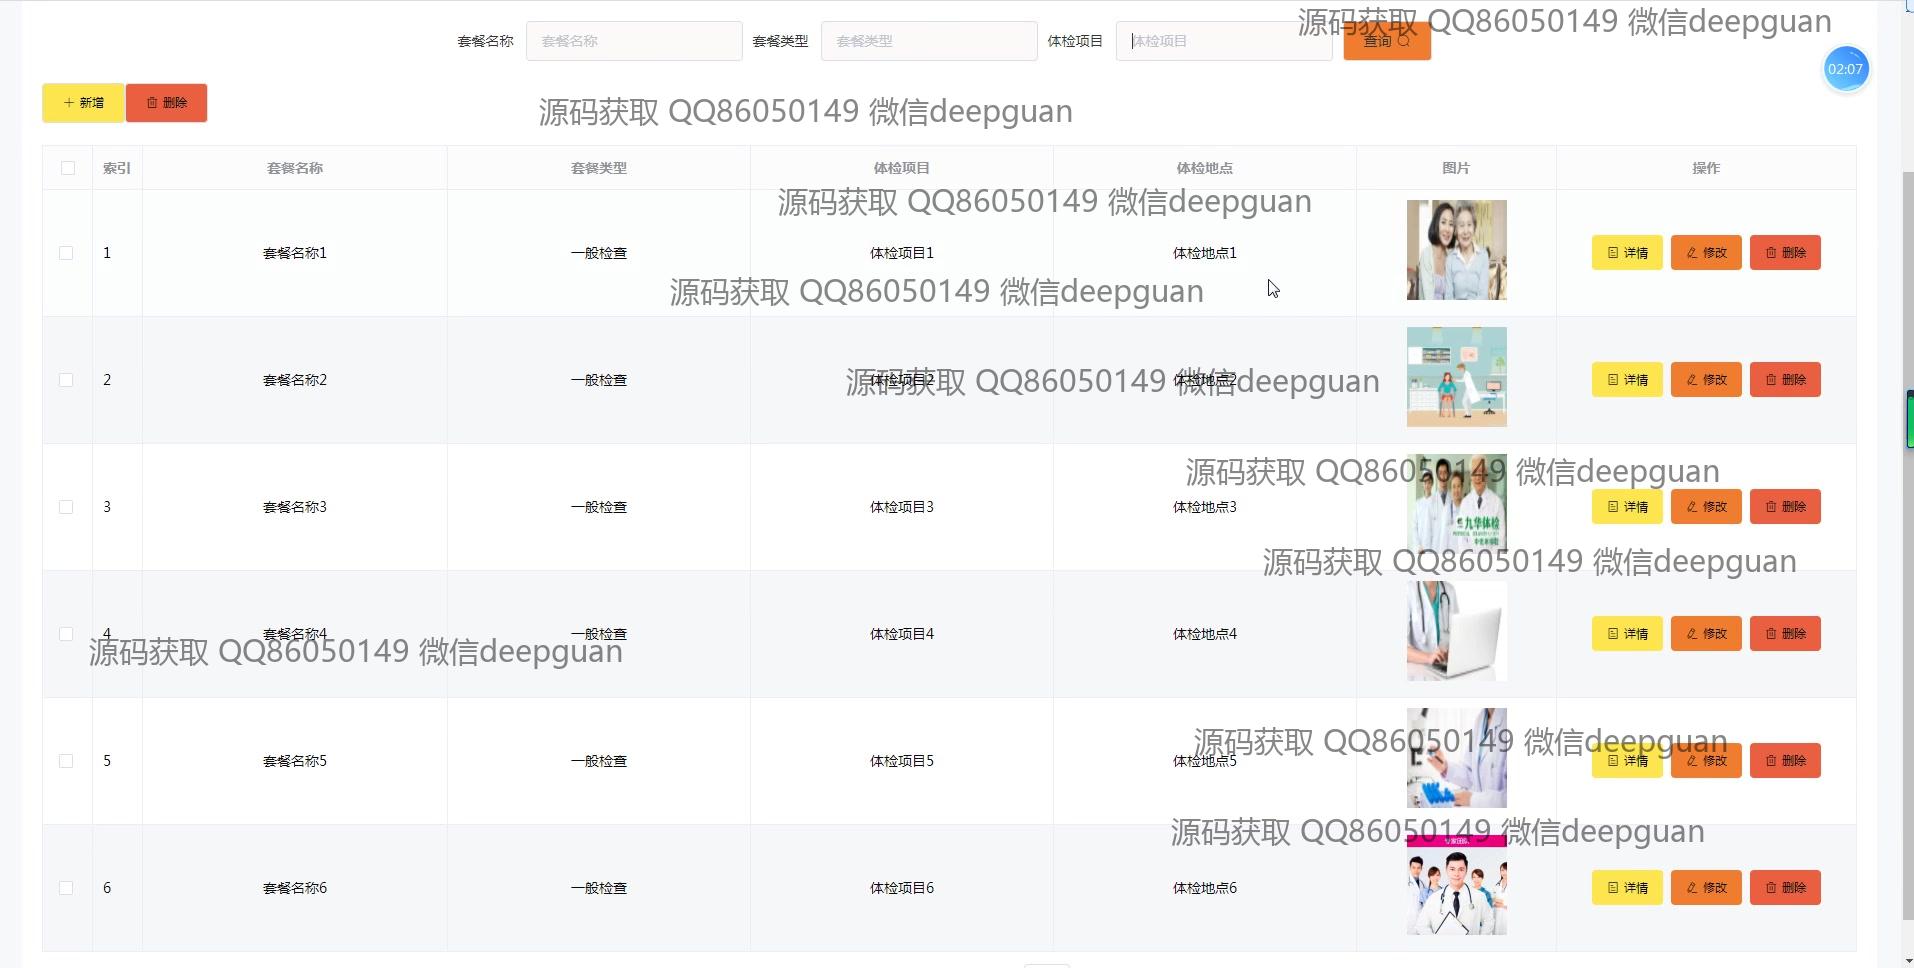 源码获取 QQ86050149 微信deepguan
套餐名称 套餐名称 套餐类型 套餐类型 体检项目 体检项目 查询
02:07
新增 删除
源码获取 QQ86050149 微信deepguan
索引 套餐名称 套餐类型 体检项目 体检地点 图片 操作
源码获取 QQ86050149 微信deepguan
1 套餐名称1 一般检查 体检项目1 体检地点1 详情 修改 删除
源码获取 QQ86050149 微信deepguan
2 套餐名称2 一般检查 体检项目2 体检地点2 详情 修改 删除
源码获取 QQ86050149 微信deepguan
源码获取 QQ86050149 微信deepguan
3 套餐名称3 一般检查 体检项目3 体检地点3 详情 修改 删除
九华体检
源码获取 QQ86050149 微信deepguan
4 套餐名称4 一般检查 体检项目4 体检地点4 详情 修改 删除
源码获取 QQ86050149 微信deepguan
源码获取 QQ86050149 微信deepguan
5 套餐名称5 一般检查 体检项目5 体检地点5 详情 修改 删除
源码获取 QQ86050149 微信deepguan
专家团队
6 套餐名称6 一般检查 体检项目6 体检地点6 详情 修改 删除